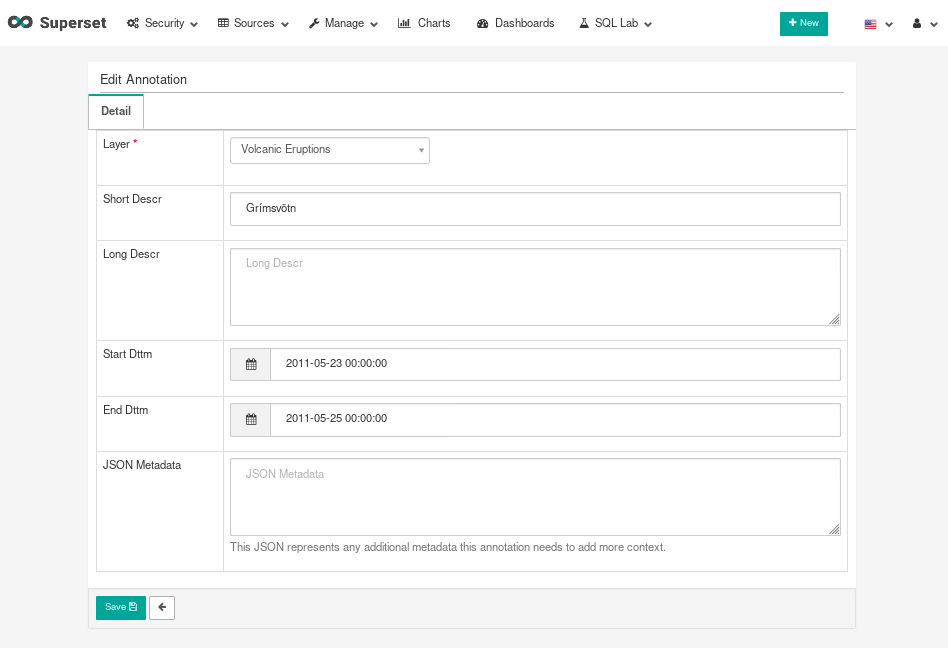 Superset Security Sources Manage Charts Dashboards SQL Lab New
Edit Annotation
Detail
Layer *
Volcanic Eruptions
Short Descr
Grímsvötn
Long Descr
Long Descr
Start Dttm
2011-05-23 00:00:00
End Dttm
2011-05-25 00:00:00
JSON Metadata
JSON Metadata
This JSON represents any additional metadata this annotation needs to add more context.
Save